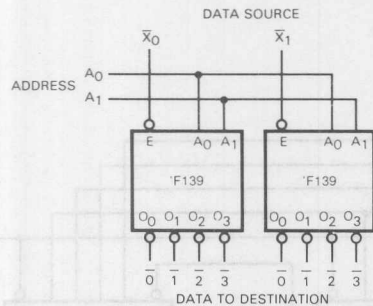 DATA SOURCE
X̅0 X̅1
ADDRESS
A0
A1
E A0 A1 E A0 A1
'F139 'F139
O0 O1 O2 O3 O0 O1 O2 O3
0̅ 1̅ 2̅ 3̅ 0̅ 1̅ 2̅ 3̅
DATA TO DESTINATION